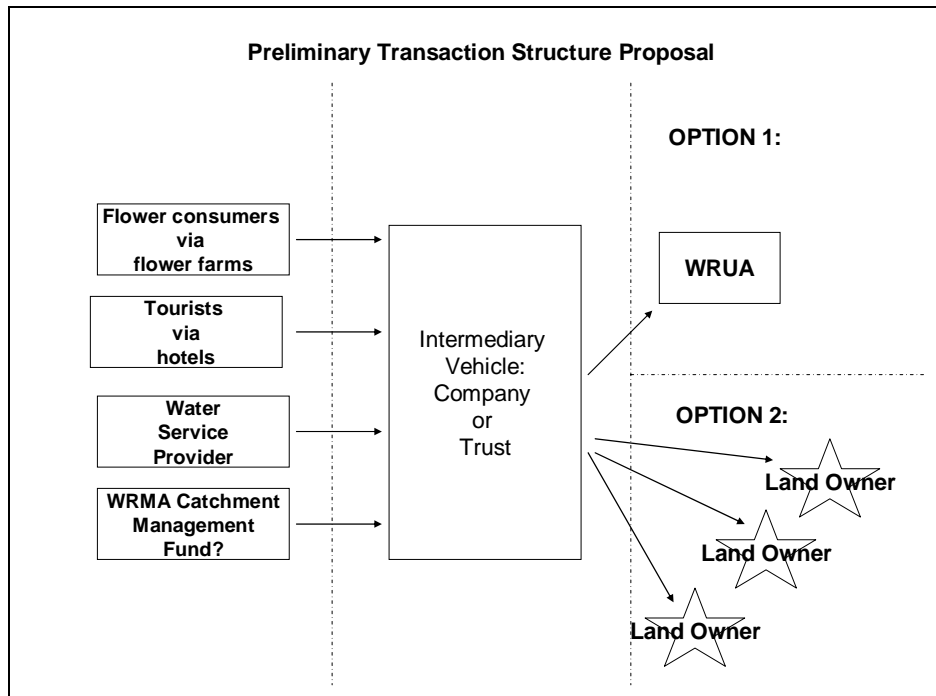 Preliminary Transaction Structure Proposal
Flower consumers
via
flower farms
Tourists
via
hotels
Water
Service
Provider
WRMA Catchment
Management
Fund?
Intermediary
Vehicle:
Company
or
Trust
OPTION 1:
WRUA
OPTION 2:
Land Owner
Land Owner
Land Owner